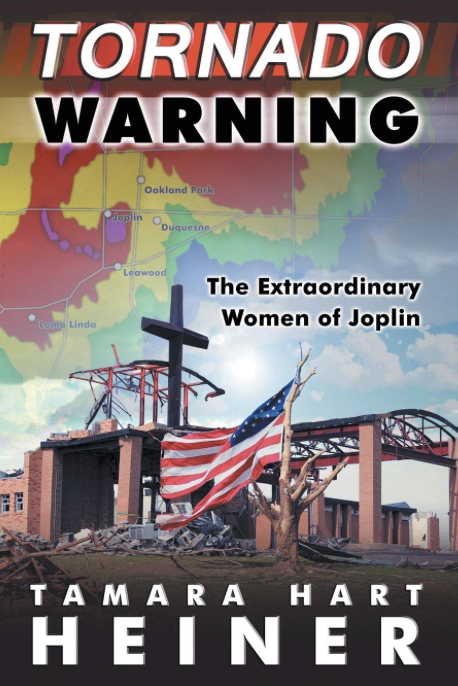 TORNADO
WARNING
Oakland Park
Joplin
Duquesne
Leawood
Loma Linda
The Extraordinary
Women of Joplin
TAMARA HART
HEINER